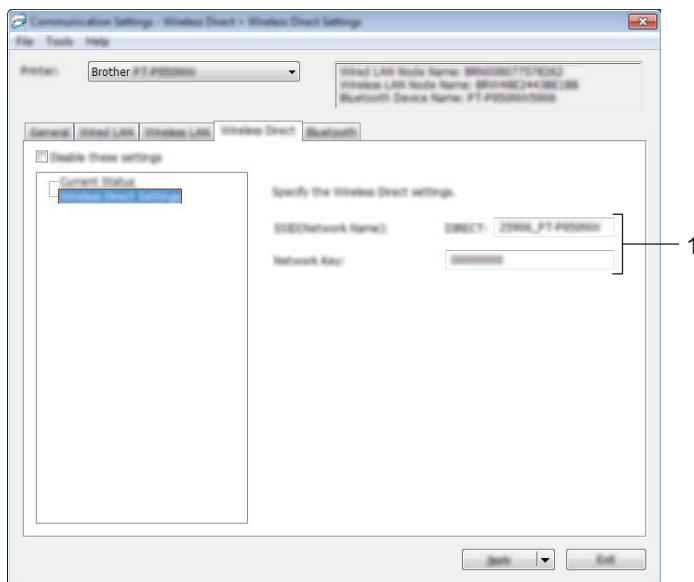 Communication Settings - Wireless Direct > Wireless Direct Settings
File Tools Help
Printer:
Brother PT-P950NW
Wired LAN Node Name:
Wireless LAN Node Name:
Bluetooth Device Name: PT-P950NW5906
General
Wired LAN
Wireless LAN
Wireless Direct
Bluetooth
Disable these settings
Current Status
Wireless Direct Settings
Specify the Wireless Direct settings.
SSID(Network Name): DIRECT- 25906_PT-P950NW
1
Network Key: 00000000
Apply
Exit